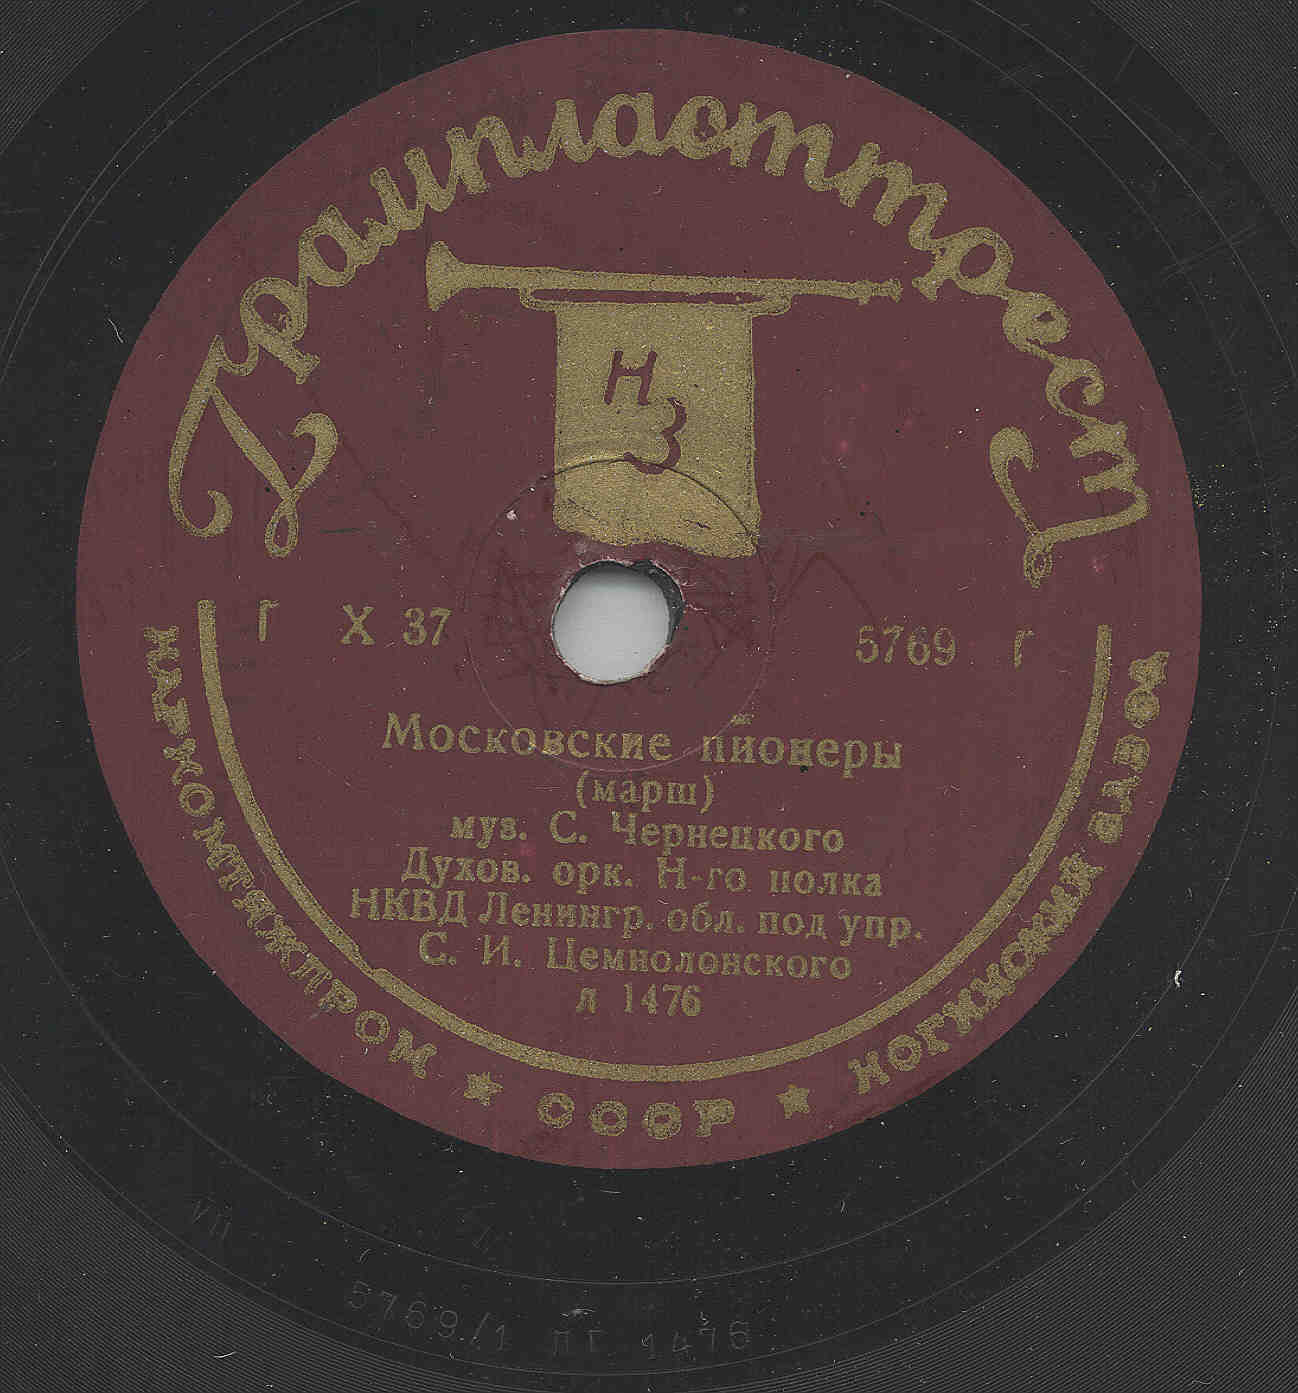 Грампласттрест
Н
З
г Х 37 5769 г
Московские пионеры
(марш)
муз. С. Чернецкого
Духов. орк. Н-го полка
НКВД Ленингр. обл. под упр.
С. И. Цемнолонского
л 1476
НАРКОМТЯЖПРОМ ★ СССР ★ НОГИНСКИЙ ЗАВОД
VII
5769/1 ЛГ 1476